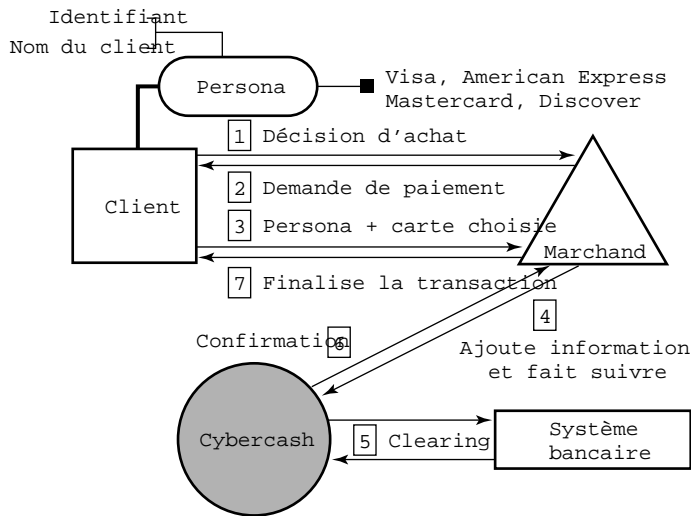 Identifiant
Nom du client
Persona
Visa, American Express
Mastercard, Discover
1 Décision d'achat
2 Demande de paiement
Client
3 Persona + carte choisie
Marchand
7 Finalise la transaction
4
Confirmation
6
Ajoute information
et fait suivre
Cybercash
5 Clearing
Système
bancaire